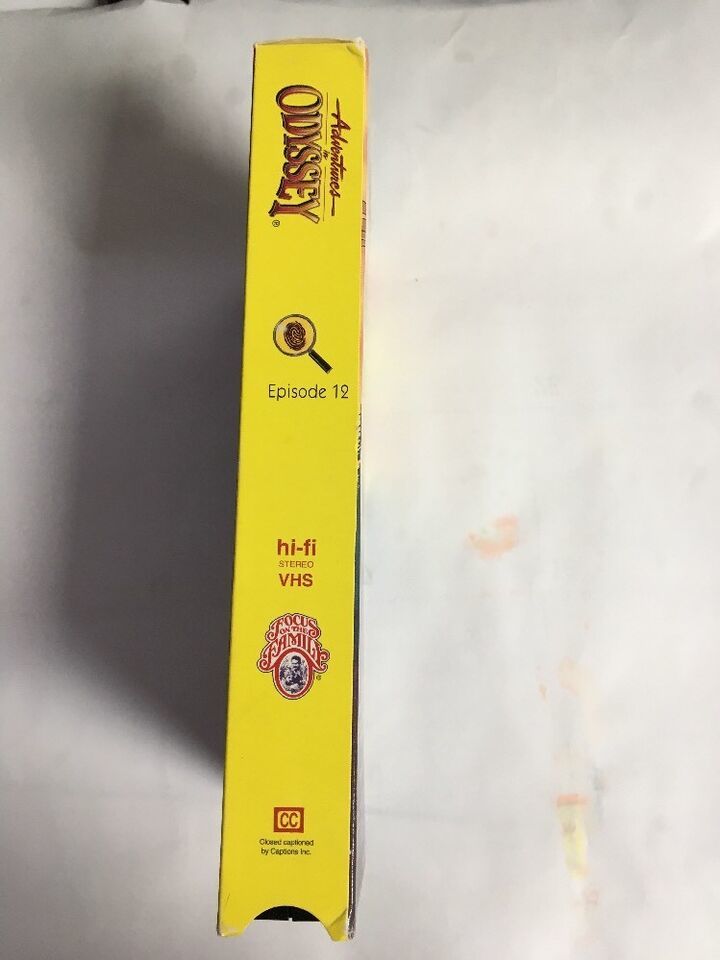 Adventures
in
ODYSSEY®
Episode 12
hi-fi
STEREO
VHS
FOCUS
ON THE
FAMILY®
CC
Closed captioned
by Captions Inc.